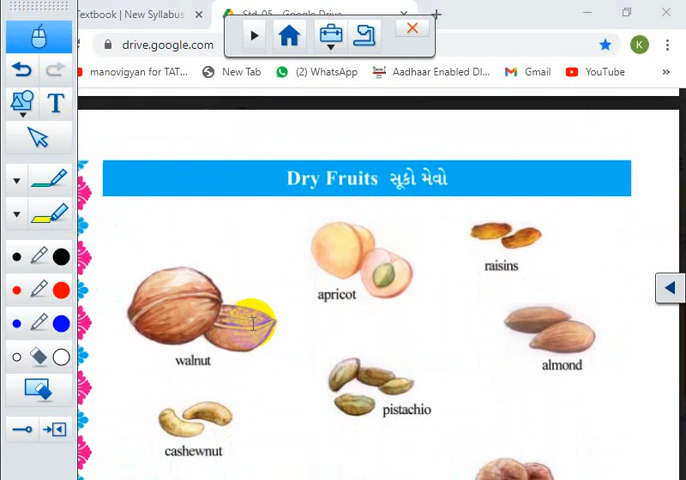 Textbook | New Syllabus
Std. 05 - Google Drive
drive.google.com
K
manovigyan for TAT...
New Tab
(2) WhatsApp
Aadhaar Enabled DI...
Gmail
YouTube
T
Dry Fruits સૂકો મેવો
apricot
raisins
walnut
almond
pistachio
cashewnut